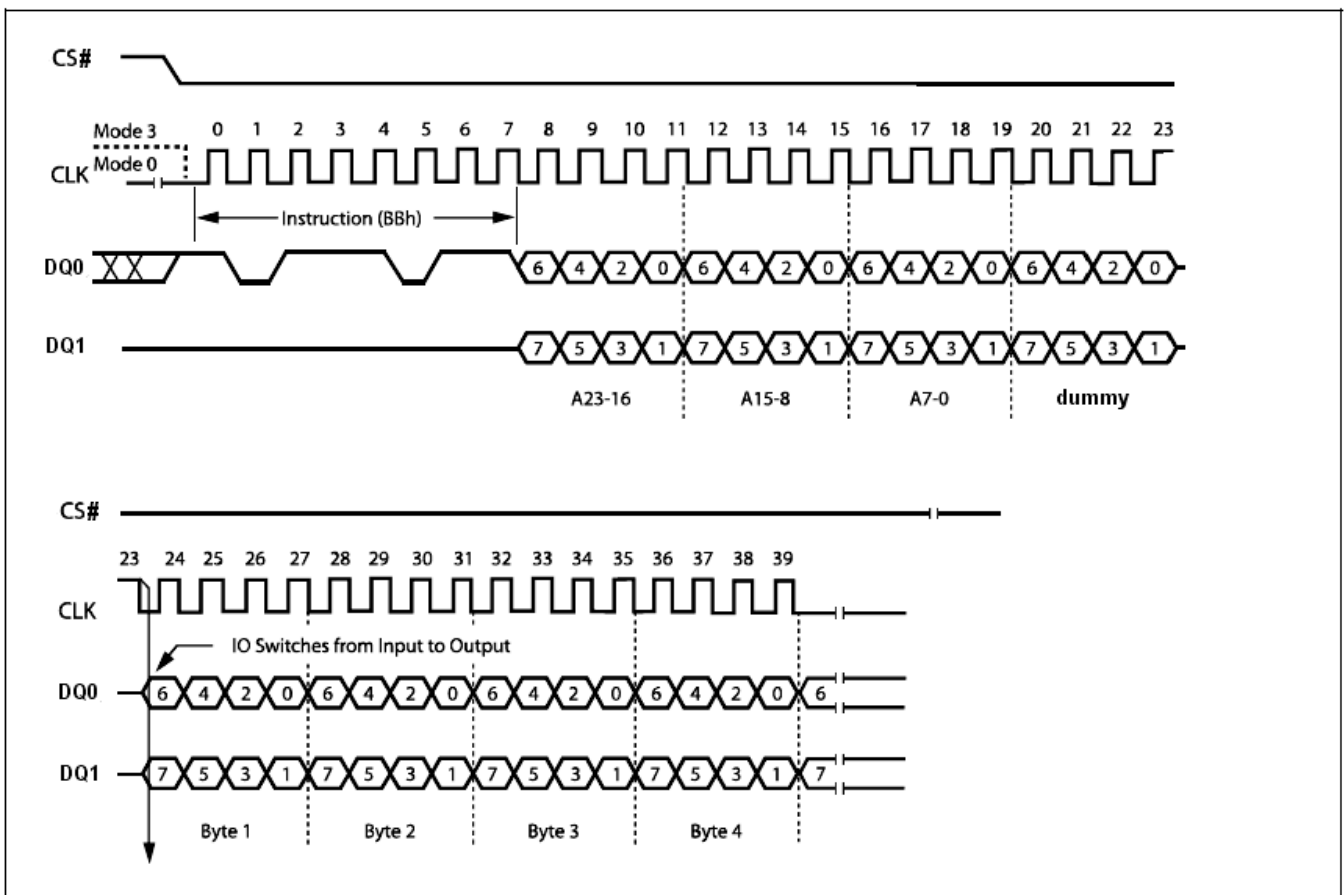 CS#
Mode 3
0 1 2 3 4 5 6 7 8 9 10 11 12 13 14 15 16 17 18 19 20 21 22 23
Mode 0
CLK
Instruction (BBh)
DQ0 6 4 2 0 6 4 2 0 6 4 2 0 6 4 2 0
DQ1 7 5 3 1 7 5 3 1 7 5 3 1 7 5 3 1
A23-16 A15-8 A7-0 dummy
CS#
23 24 25 26 27 28 29 30 31 32 33 34 35 36 37 38 39
CLK
IO Switches from Input to Output
DQ0 6 4 2 0 6 4 2 0 6 4 2 0 6 4 2 0 6
DQ1 7 5 3 1 7 5 3 1 7 5 3 1 7 5 3 1 7
Byte 1 Byte 2 Byte 3 Byte 4